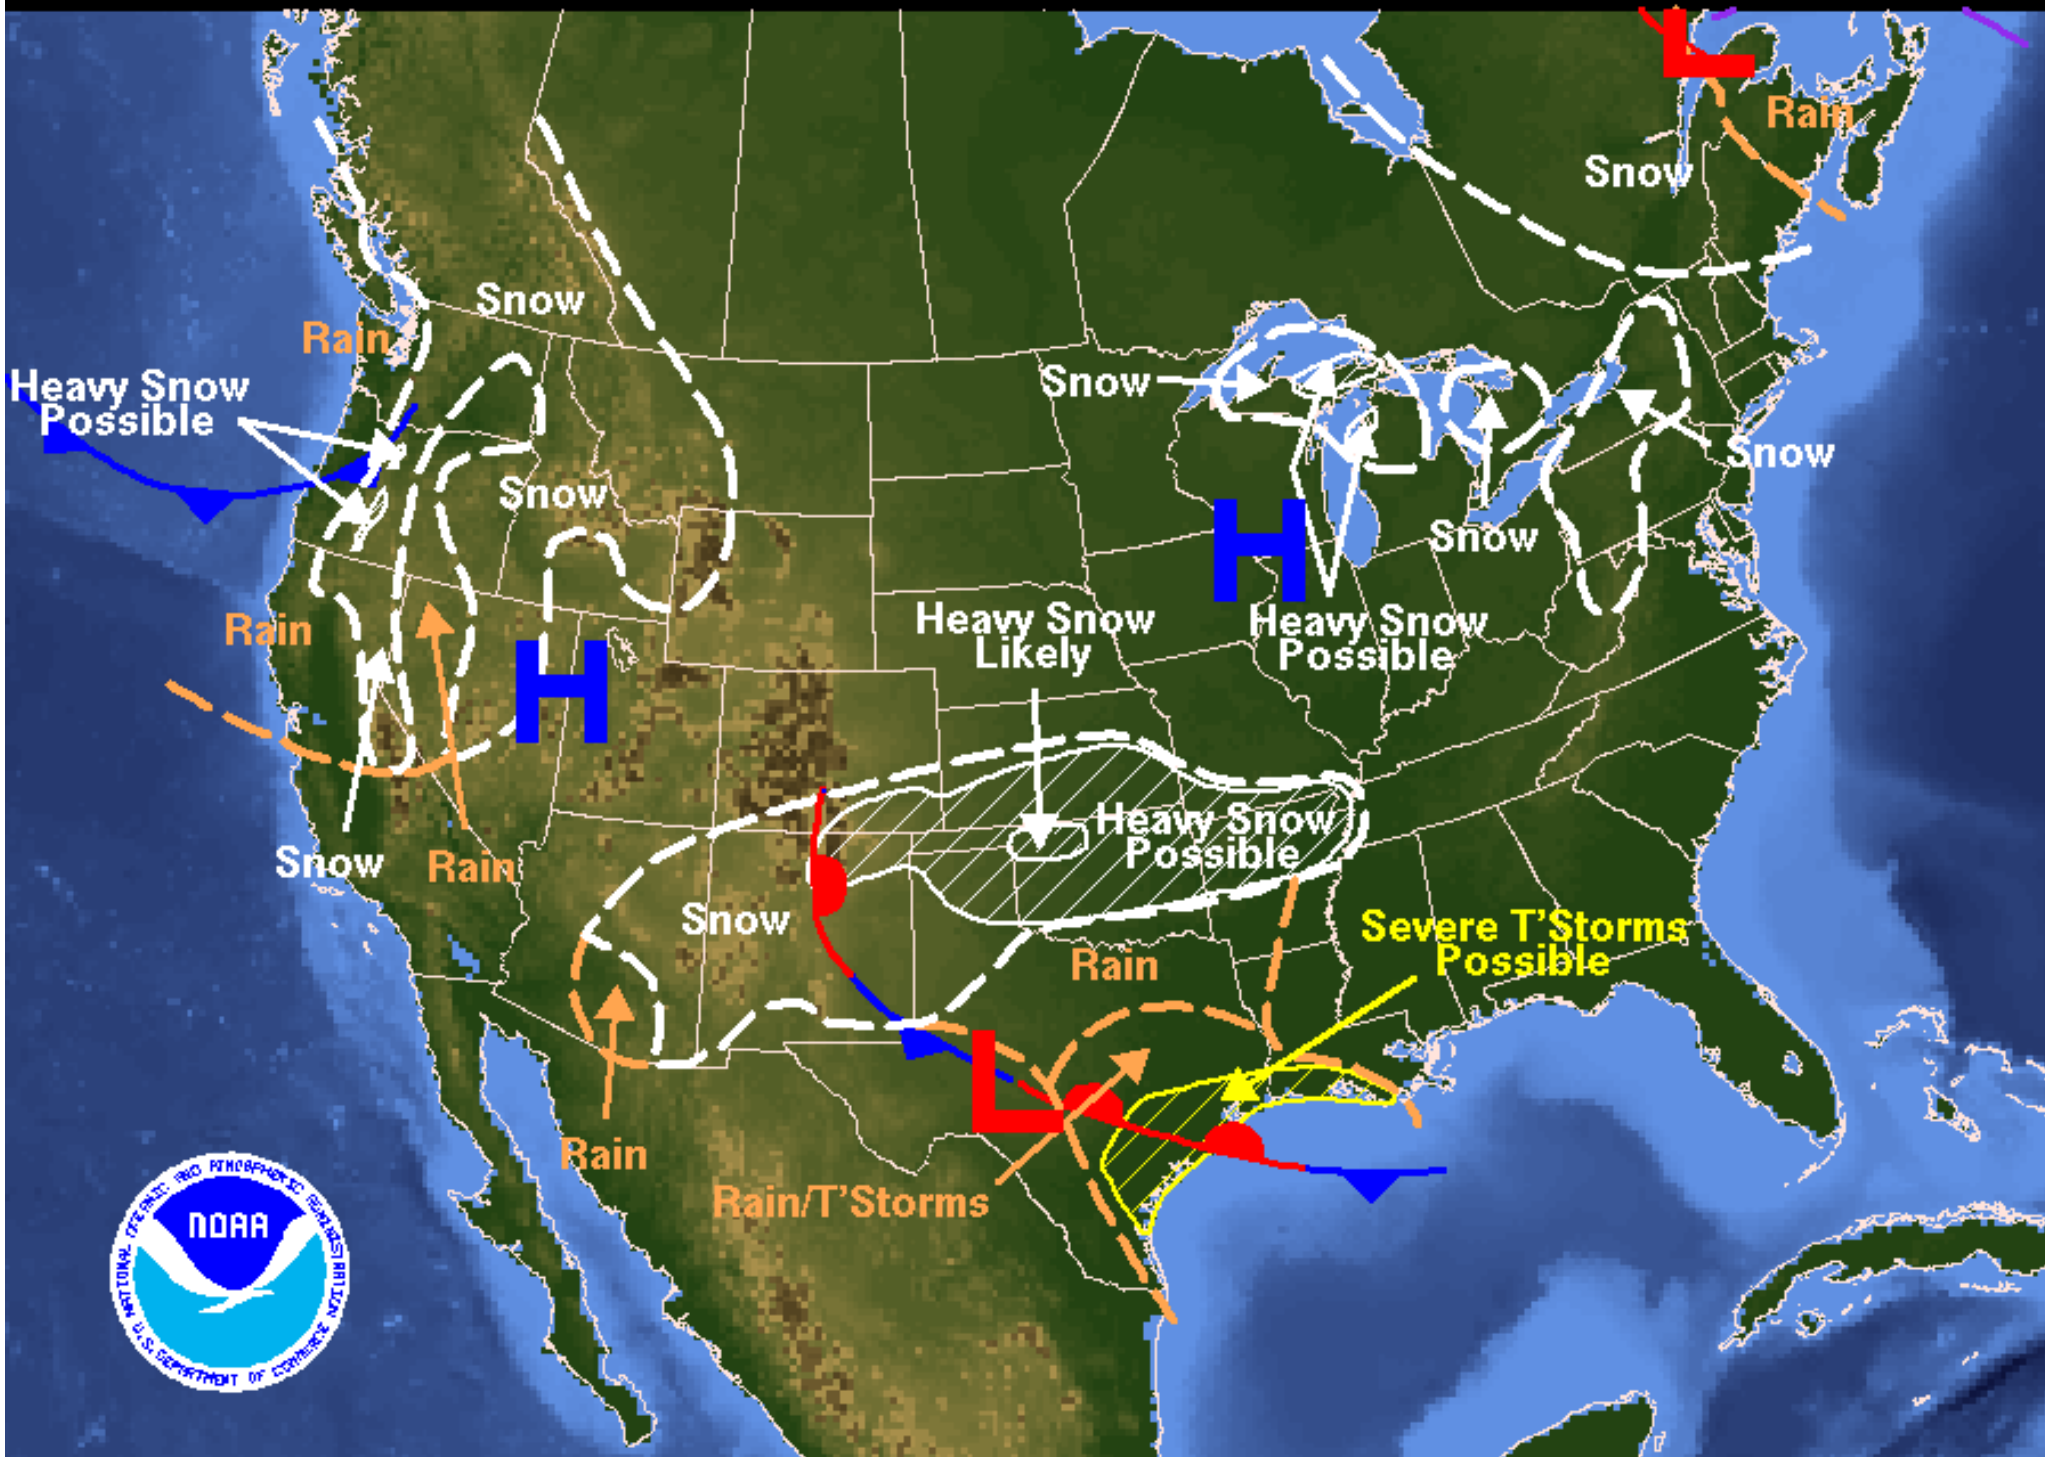 L
Rain
Snow
Snow
Rain
Heavy Snow
Possible
Snow
Snow
Snow
H
Snow
Heavy Snow
Likely
Heavy Snow
Possible
Rain
H
Heavy Snow
Possible
Snow
Rain
Snow
Severe T'Storms
Possible
Rain
L
Rain
Rain/T'Storms
NATIONAL OCEANIC AND ATMOSPHERIC ADMINISTRATION
NOAA
U.S. DEPARTMENT OF COMMERCE